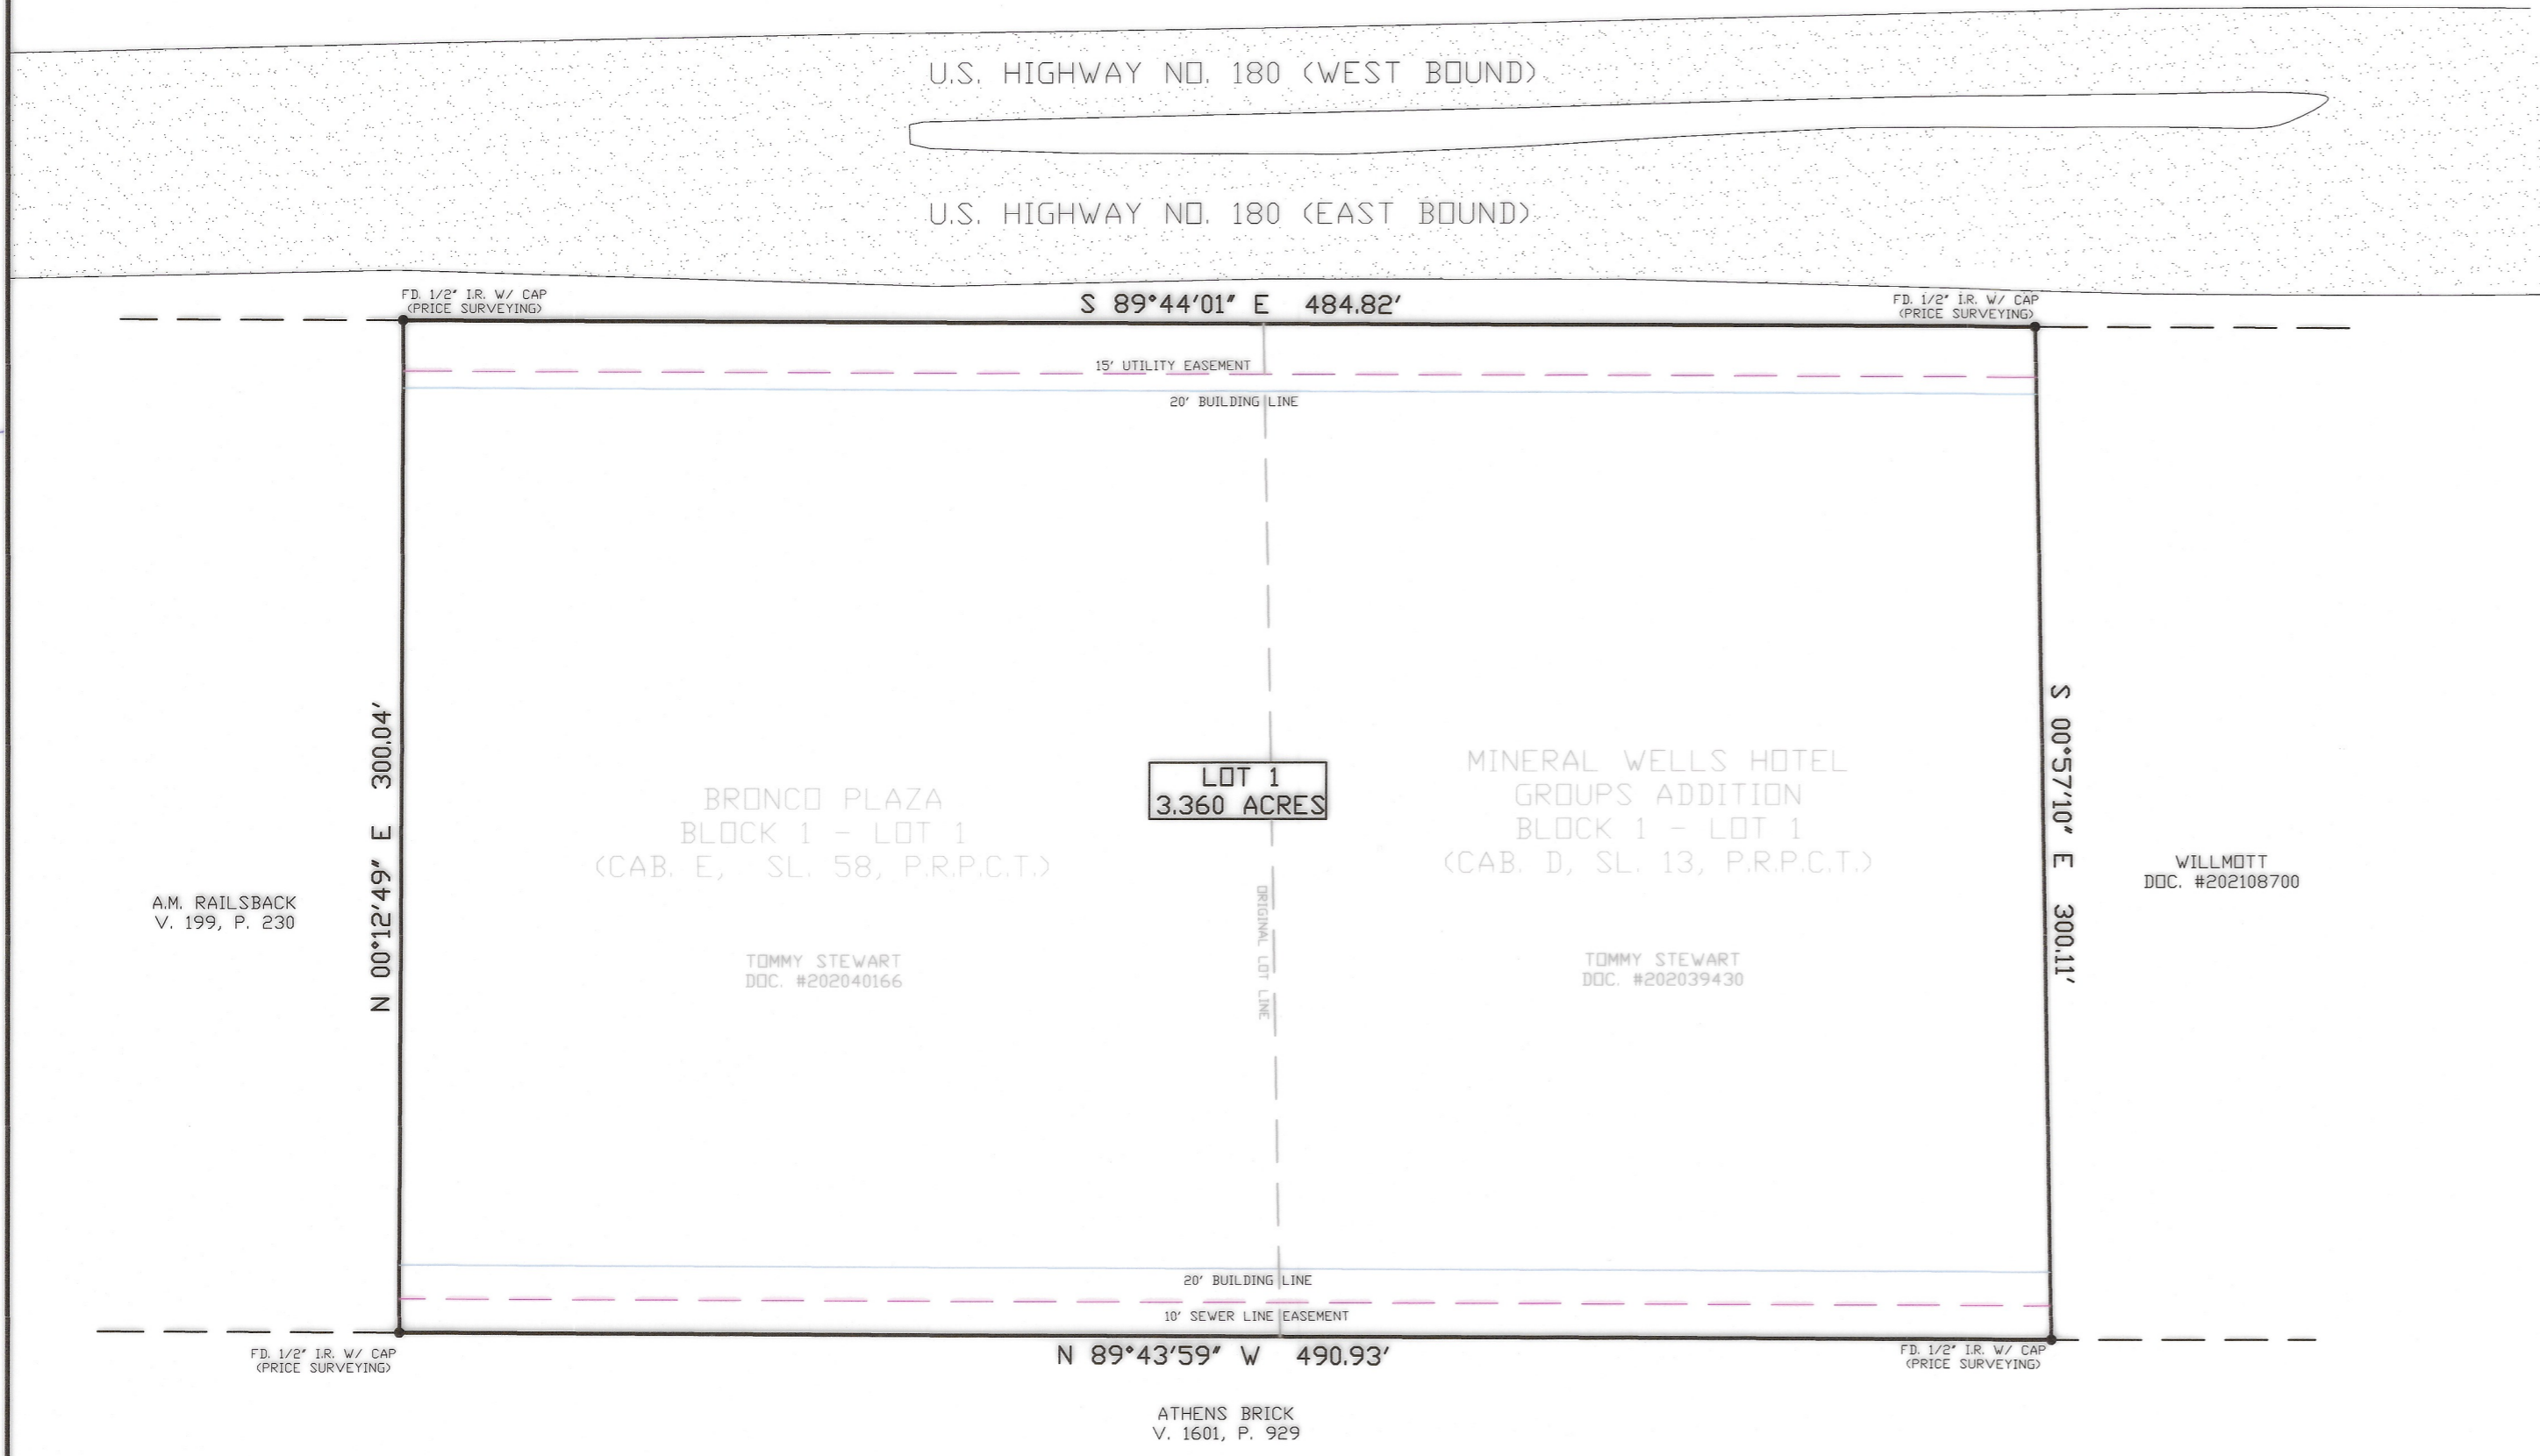 U.S. HIGHWAY NO. 180 (WEST BOUND)
U.S. HIGHWAY NO. 180 (EAST BOUND)
FD. 1/2" I.R. W/ CAP
(PRICE SURVEYING)
S 89°44'01" E 484.82'
FD. 1/2" I.R. W/ CAP
(PRICE SURVEYING)
15' UTILITY EASEMENT
20' BUILDING LINE
N 00°12'49" E 300.04'
S 00°57'10" E 300.11'
LOT 1
3.360 ACRES
BRONCO PLAZA
BLOCK 1 - LOT 1
(CAB. E, SL. 58, P.R.P.C.T.)
MINERAL WELLS HOTEL
GROUPS ADDITION
BLOCK 1 - LOT 1
(CAB. D, SL. 13, P.R.P.C.T.)
A.M. RAILSBACK
V. 199, P. 230
WILLMOTT
DOC. #202108700
TOMMY STEWART
DOC. #202040166
ORIGINAL LOT LINE
TOMMY STEWART
DOC. #202039430
20' BUILDING LINE
10' SEWER LINE EASEMENT
FD. 1/2" I.R. W/ CAP
(PRICE SURVEYING)
N 89°43'59" W 490.93'
FD. 1/2" I.R. W/ CAP
(PRICE SURVEYING)
ATHENS BRICK
V. 1601, P. 929